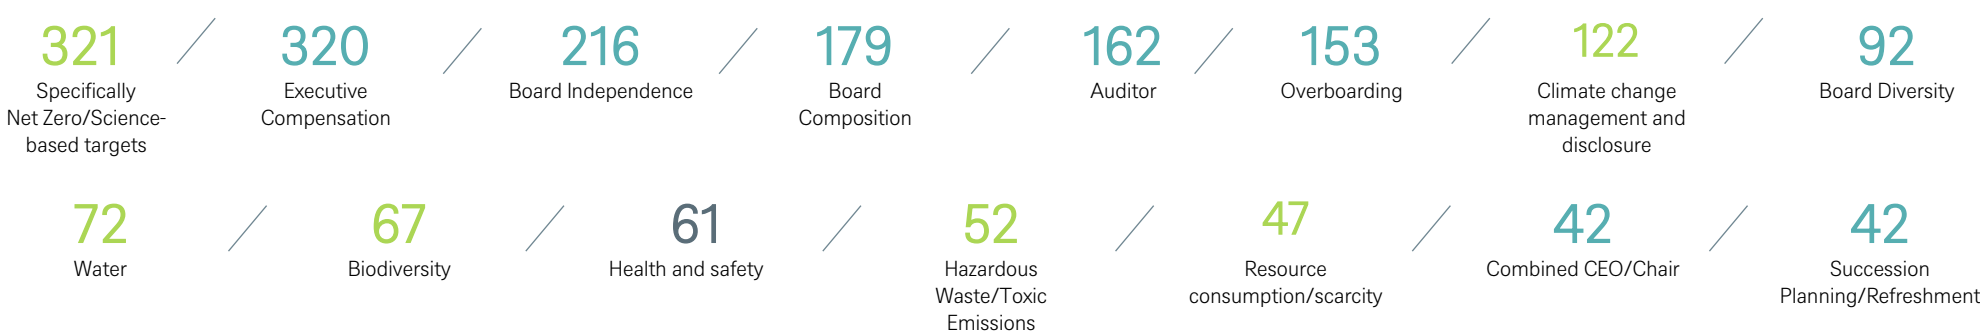 321
Specifically
Net Zero/Science-
based targets
320
Executive
Compensation
216
Board Independence
179
Board
Composition
162
Auditor
153
Overboarding
122
Climate change
management and
disclosure
92
Board Diversity
72
Water
67
Biodiversity
61
Health and safety
52
Hazardous
Waste/Toxic
Emissions
47
Resource
consumption/scarcity
42
Combined CEO/Chair
42
Succession
Planning/Refreshment